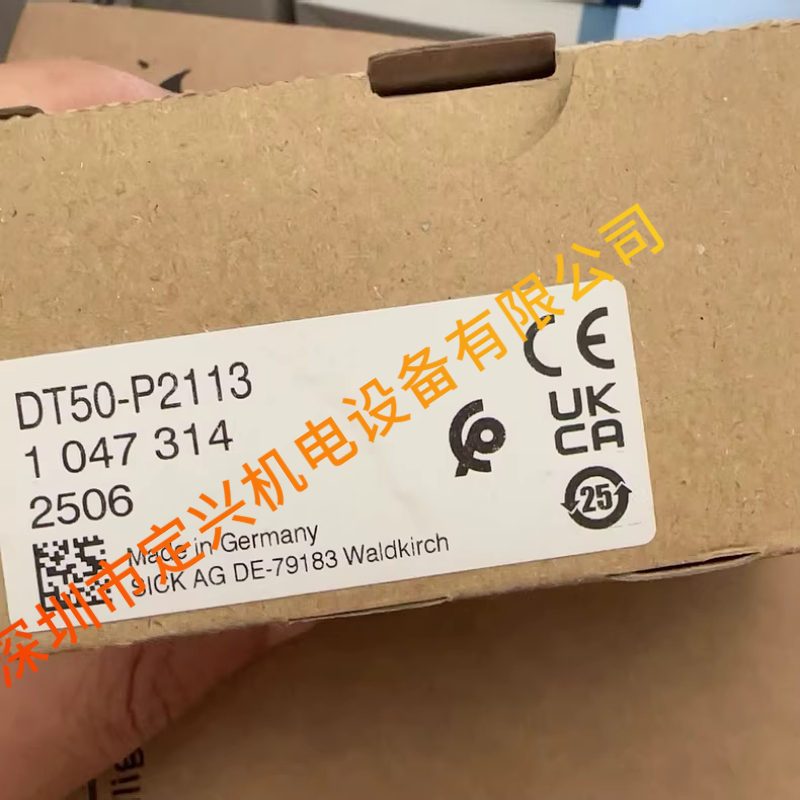 DT50-P2113
1 047 314
2506
Made in Germany
SICK AG DE-79183 Waldkirch
CE
UK
CA
25
深圳市定兴机电设备有限公司